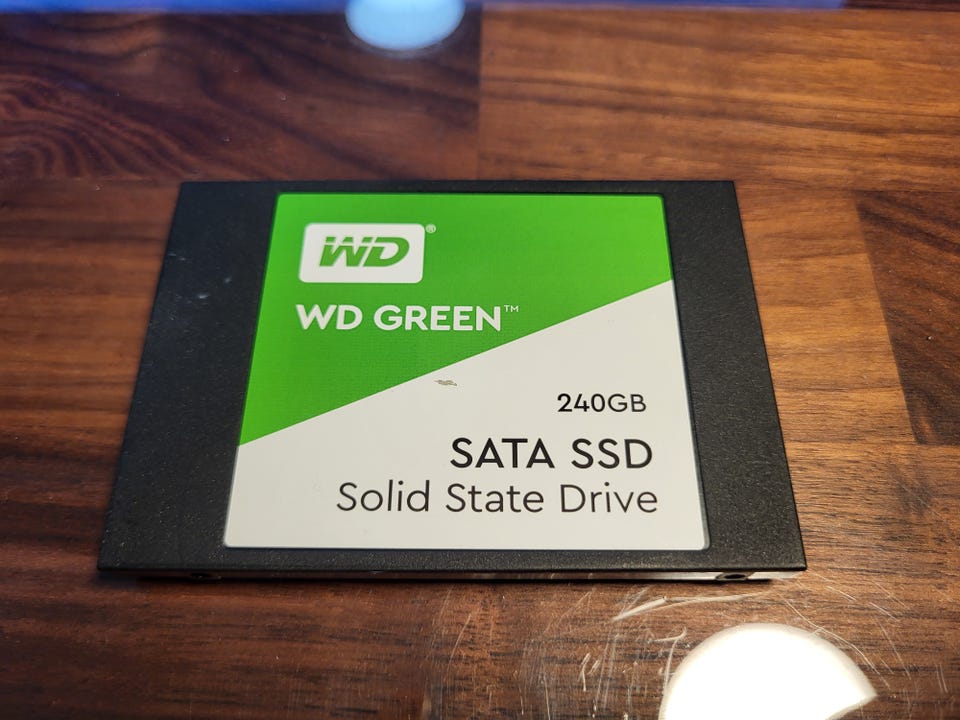 WD®
WD GREEN™
240GB
SATA SSD
Solid State Drive